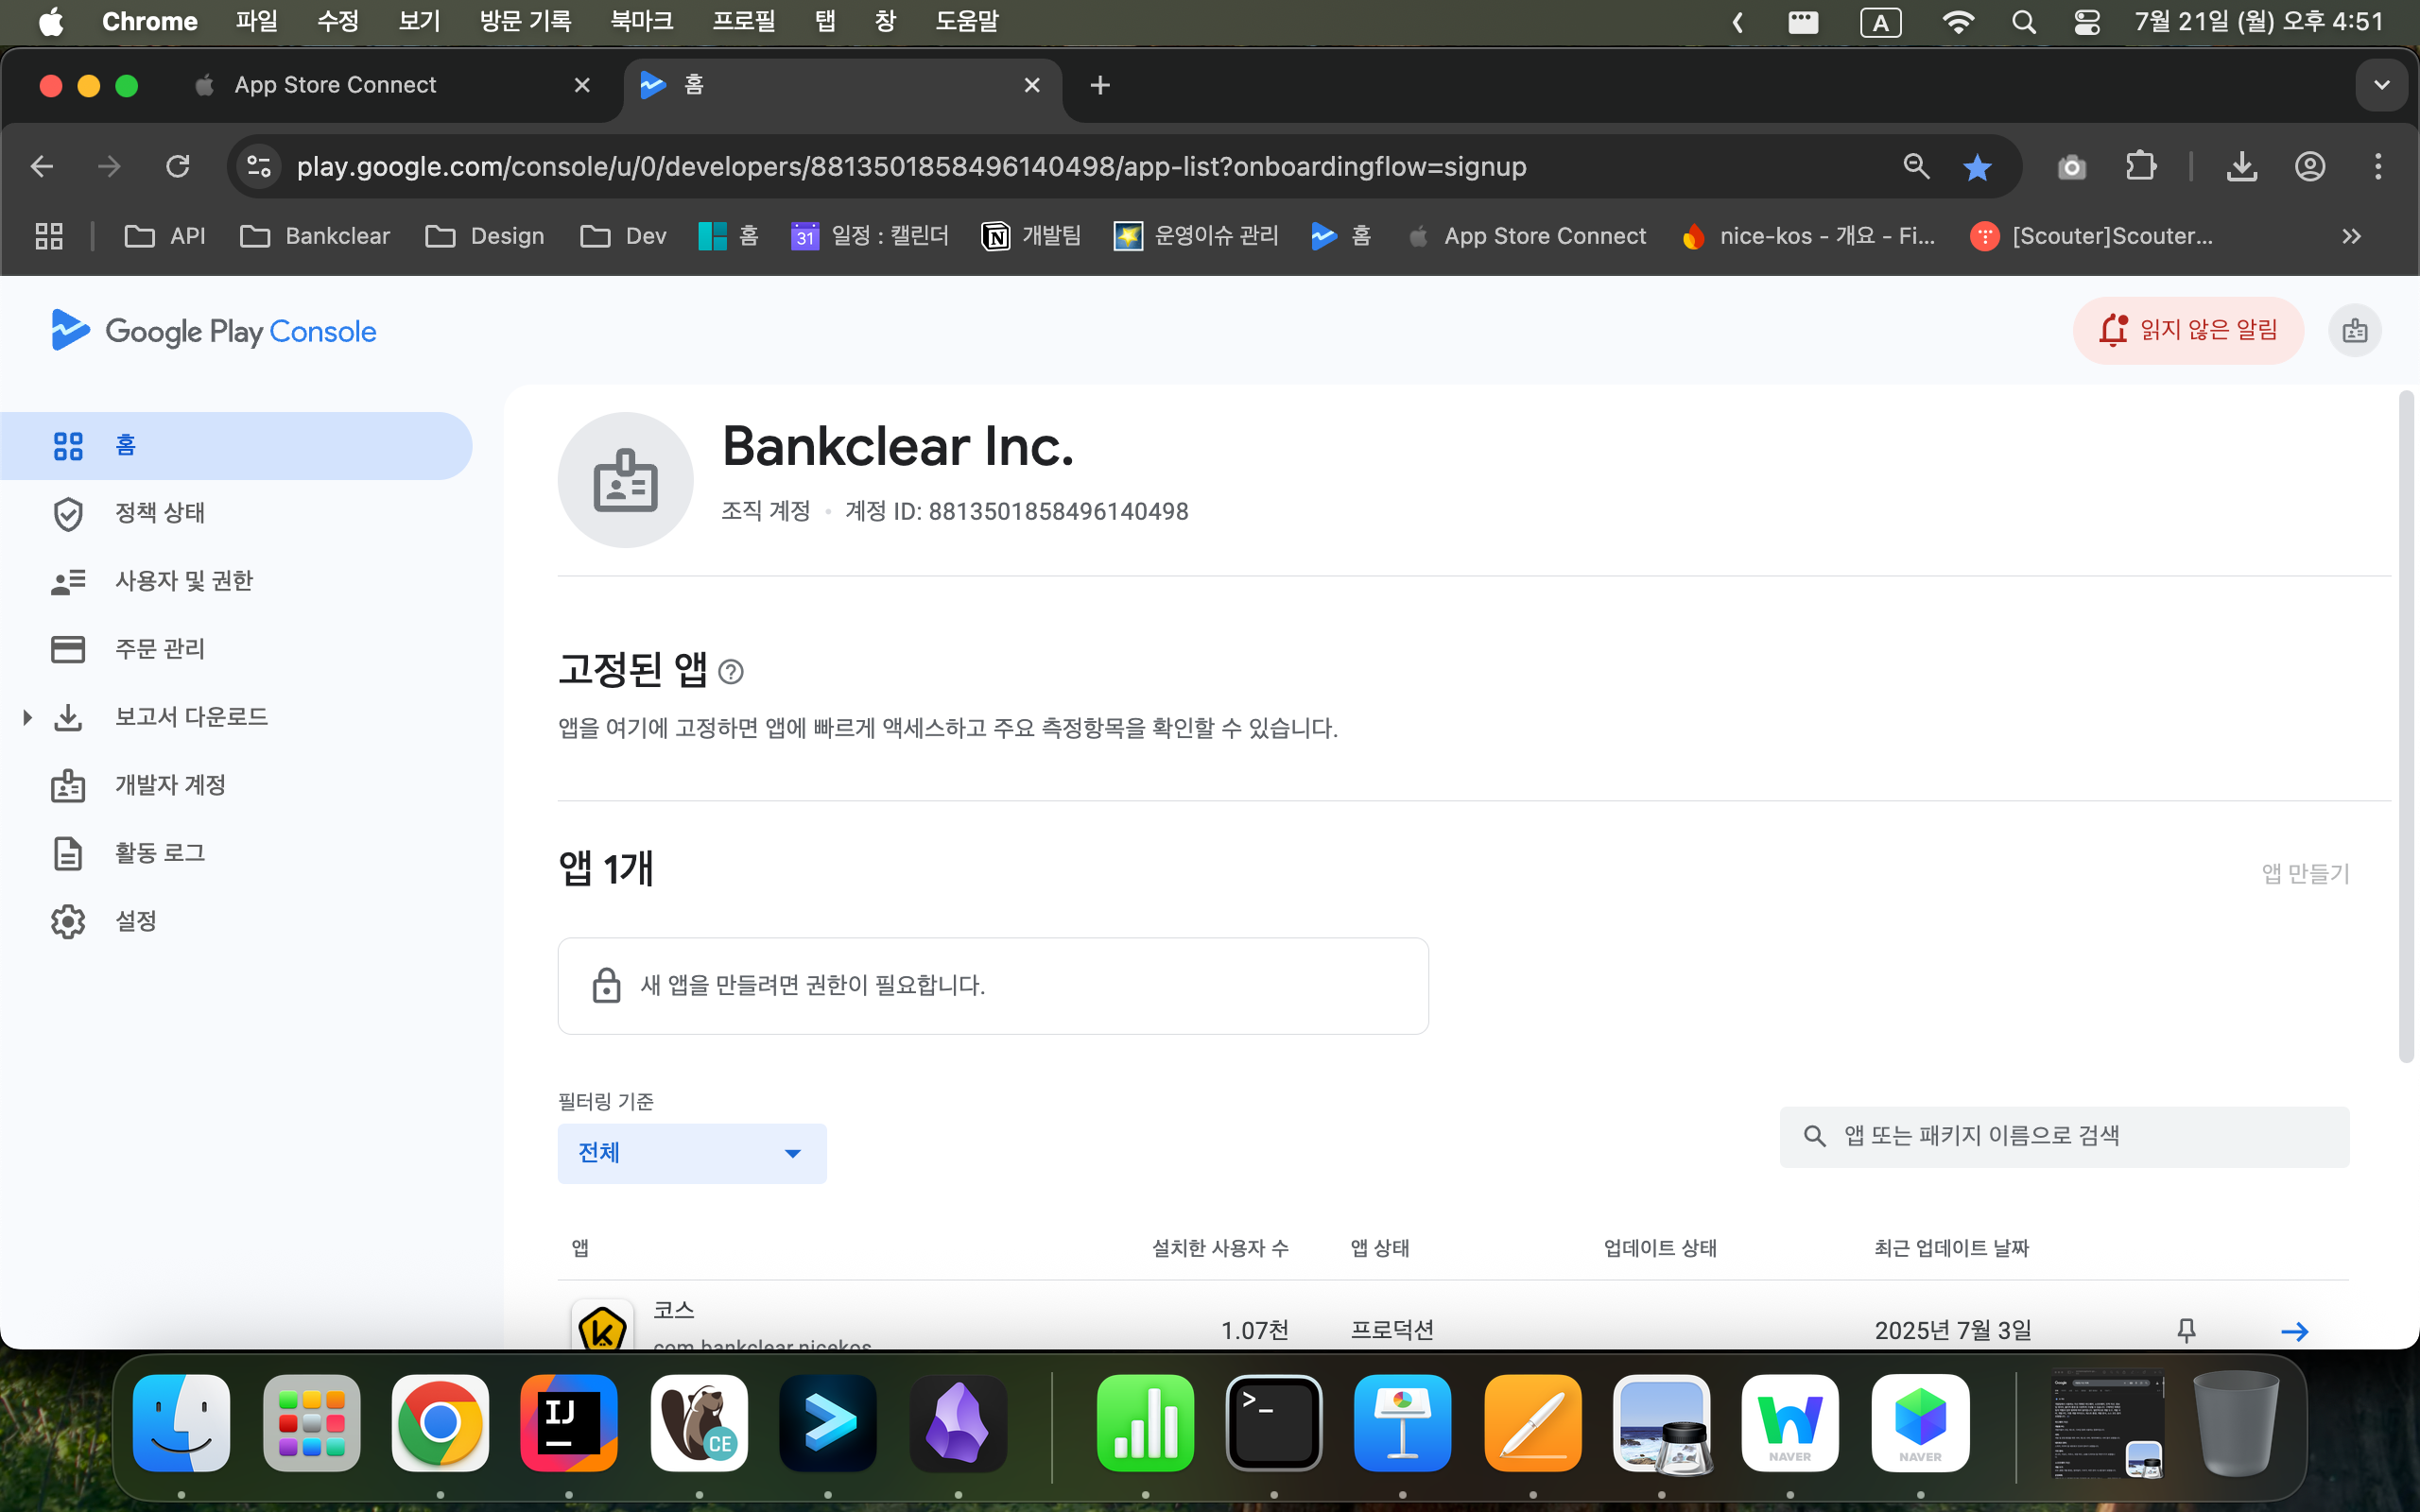 Chrome 파일 수정 보기 방문 기록 북마크 프로필 탭 창 도움말 A 7월 21일 (월) 오후 4:51
App Store Connect 홈
play.google.com/console/u/0/developers/8813501858496140498/app-list?onboardingflow=signup
API Bankclear Design Dev 홈 31 일정 : 캘린더 개발팀 운영이슈 관리 홈 App Store Connect nice-kos - 개요 - Fi... [Scouter]Scouter...
Google Play Console
읽지 않은 알림
홈
정책 상태
사용자 및 권한
주문 관리
보고서 다운로드
개발자 계정
활동 로그
설정
Bankclear Inc.
조직 계정 • 계정 ID: 8813501858496140498
고정된 앱
앱을 여기에 고정하면 앱에 빠르게 액세스하고 주요 측정항목을 확인할 수 있습니다.
앱 1개
앱 만들기
새 앱을 만들려면 권한이 필요합니다.
필터링 기준
전체
앱 또는 패키지 이름으로 검색
앱 설치한 사용자 수 앱 상태 업데이트 상태 최근 업데이트 날짜
코스
com.bankclear.nicekos
1.07천 프로덕션 2025년 7월 3일
IJ
CE
NAVER
NAVER